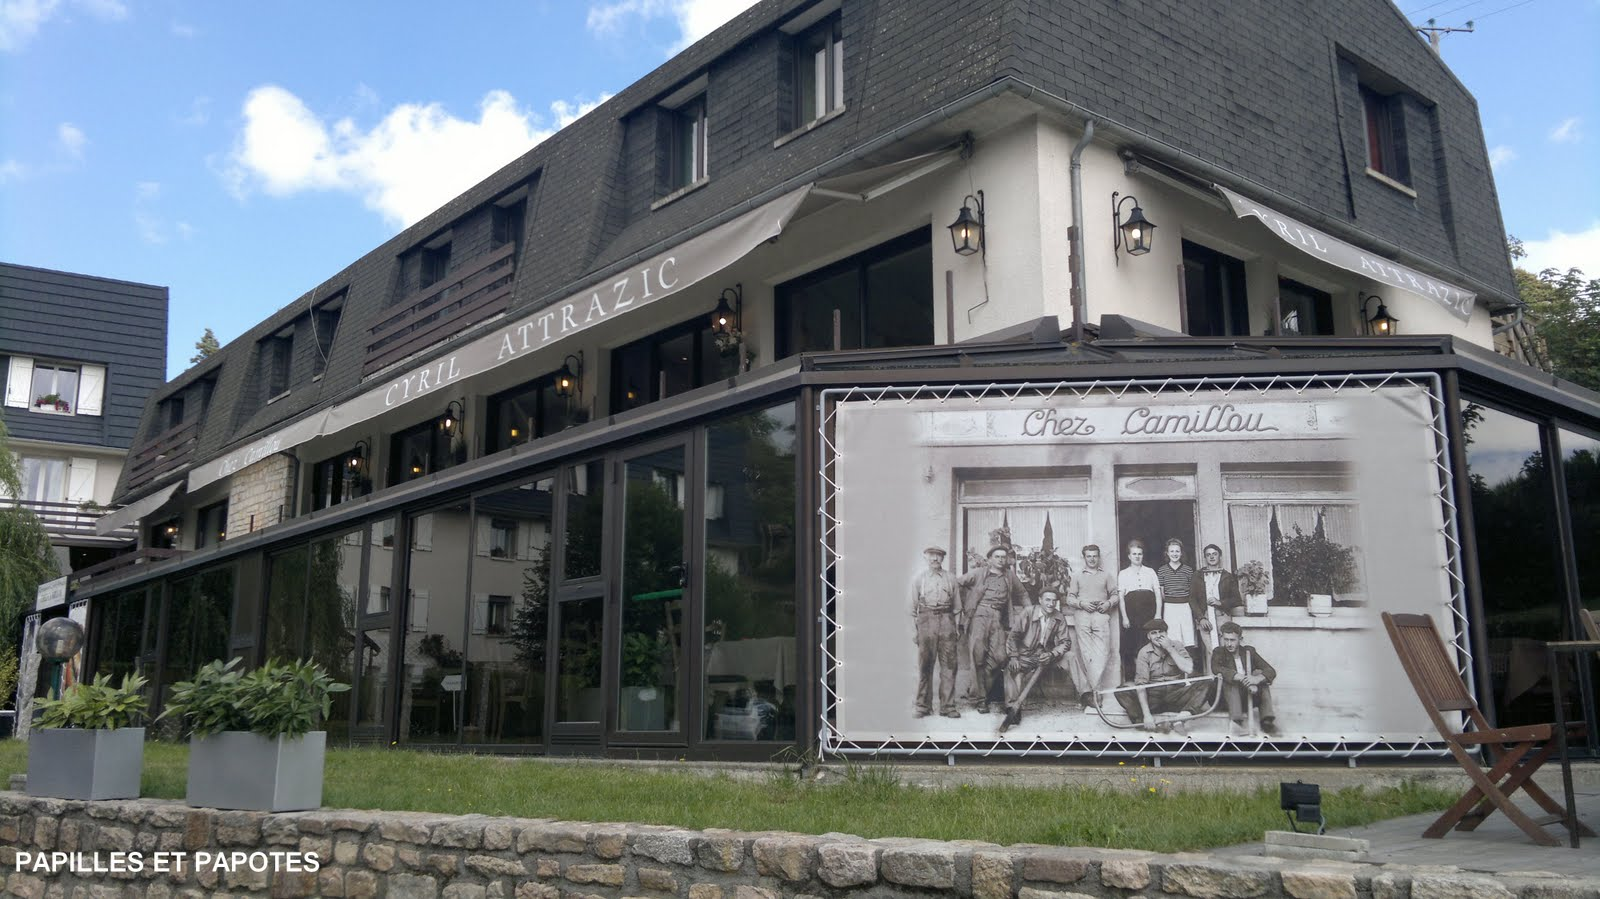 CYRIL ATTRAZIC
CYRIL ATTRAZIC
Chez Camillou
Chez Camillou
PAPILLES ET PAPOTES